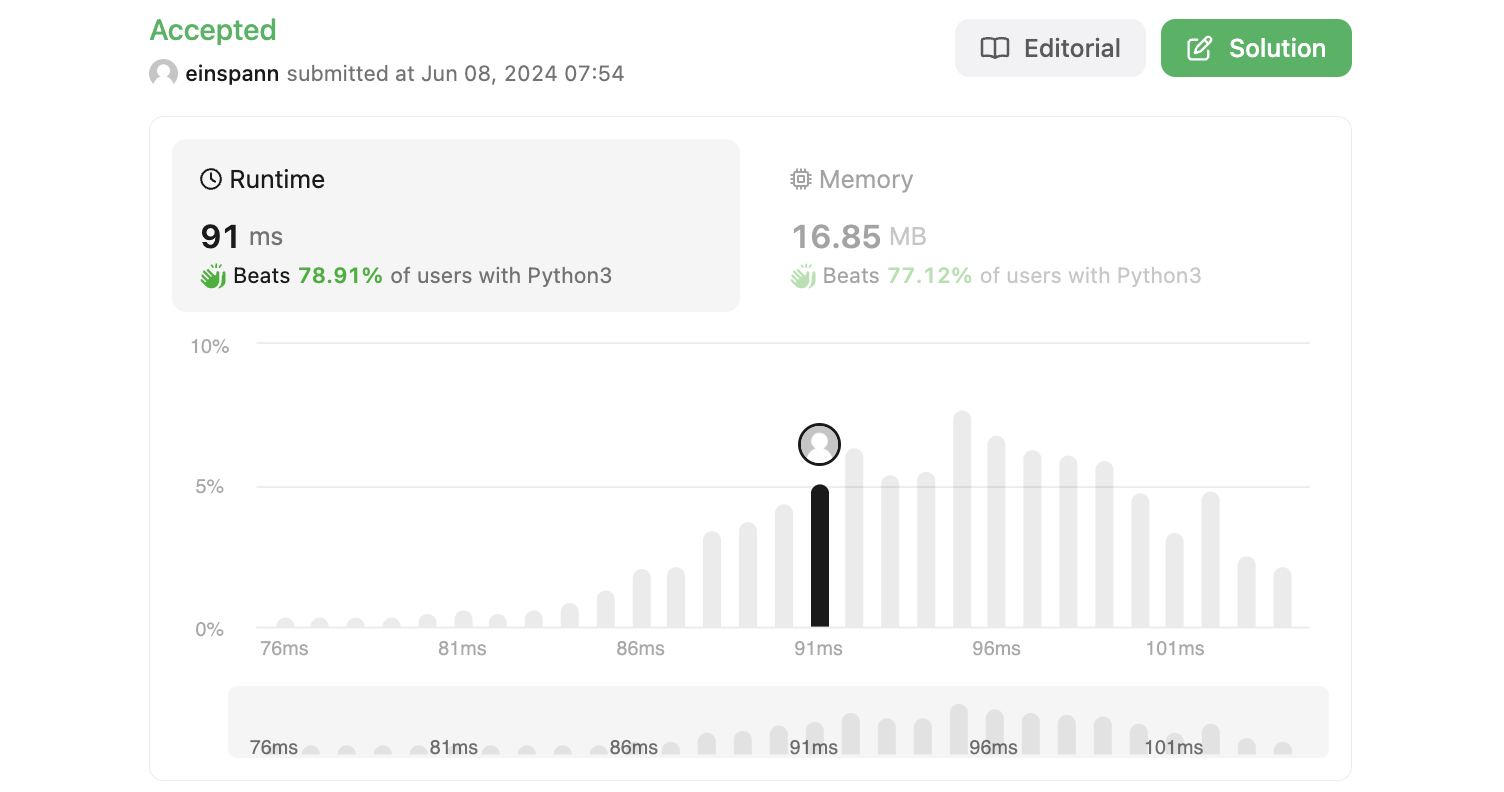 Accepted
einspann submitted at Jun 08, 2024 07:54
Editorial
Solution
Runtime
91 ms
Beats 78.91% of users with Python3
Memory
16.85 MB
Beats 77.12% of users with Python3
10%
5%
0%
76ms 81ms 86ms 91ms 96ms 101ms
76ms 81ms 86ms 91ms 96ms 101ms